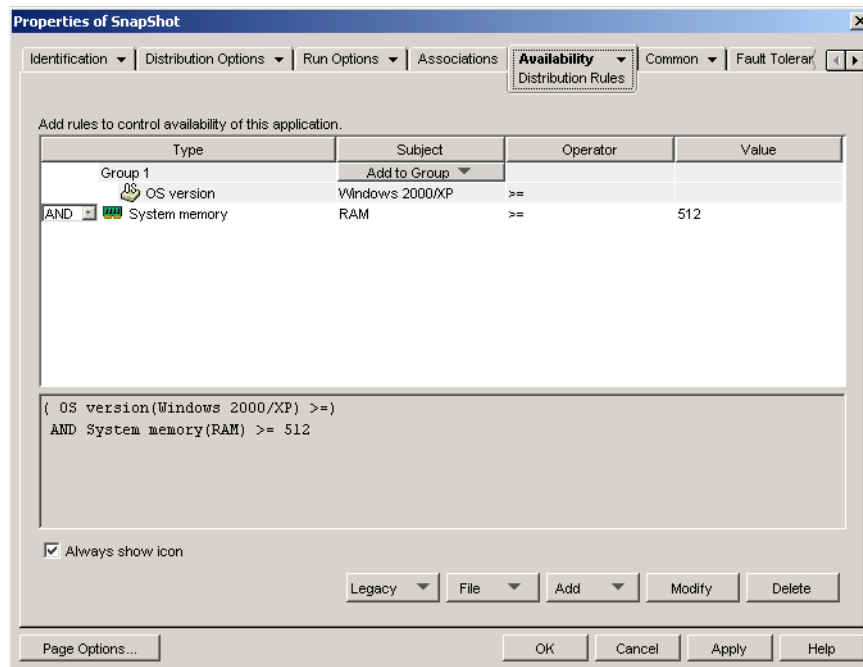 Properties of SnapShot
Identification Distribution Options Run Options Associations Availability Common Fault Toleran
Distribution Rules
Add rules to control availability of this application.
Type Subject Operator Value
Group 1 Add to Group
OS OS version Windows 2000/XP >=
AND System memory RAM >= 512
( OS version(Windows 2000/XP) >=)
AND System memory(RAM) >= 512
Always show icon
Legacy File Add Modify Delete
Page Options... OK Cancel Apply Help